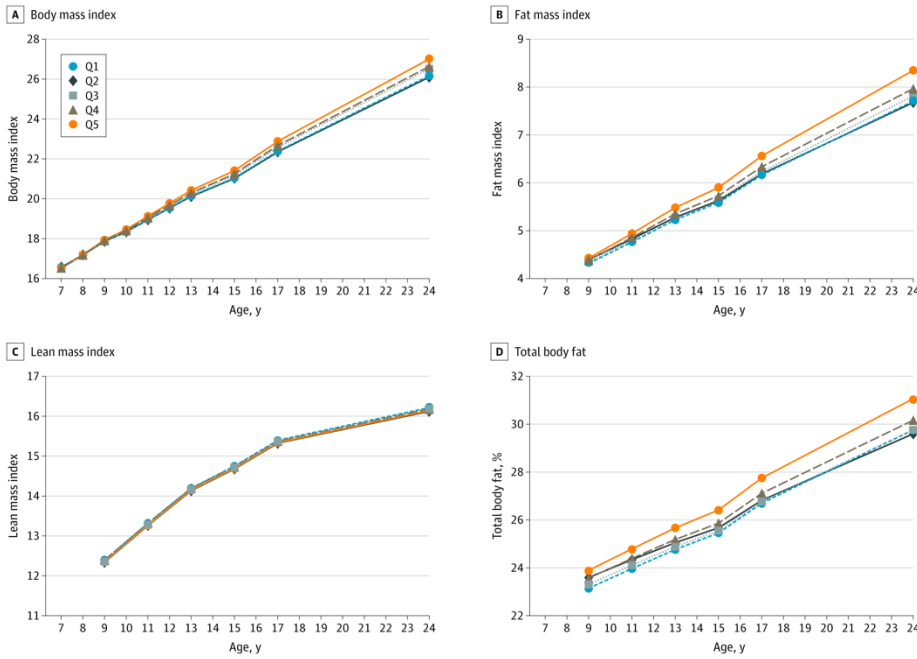 A Body mass index
Body mass index
28
26
24
22
20
18
16
Q1
Q2
Q3
Q4
Q5
7 8 9 10 11 12 13 14 15 16 17 18 19 20 21 22 23 24
Age, y
B Fat mass index
Fat mass index
9
8
7
6
5
4
7 8 9 10 11 12 13 14 15 16 17 18 19 20 21 22 23 24
Age, y
C Lean mass index
Lean mass index
17
16
15
14
13
12
11
7 8 9 10 11 12 13 14 15 16 17 18 19 20 21 22 23 24
Age, y
D Total body fat
Total body fat, %
32
30
28
26
24
22
7 8 9 10 11 12 13 14 15 16 17 18 19 20 21 22 23 24
Age, y